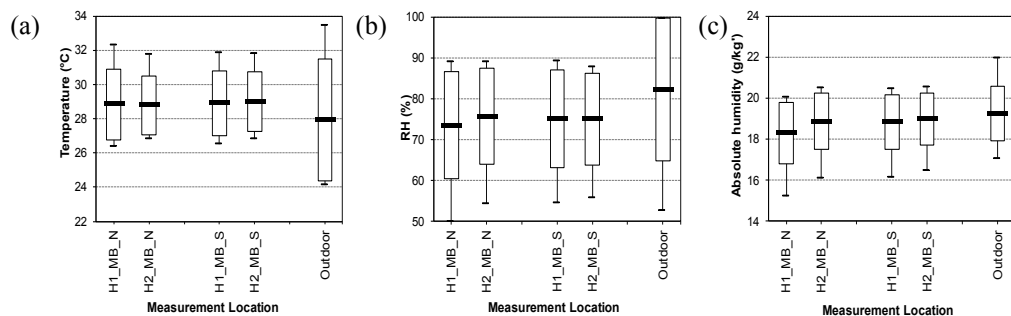 (a)
Temperature (°C)
34
32
30
28
26
24
22
H1_MB_N
H2_MB_N
H1_MB_S
H2_MB_S
Outdoor
Measurement Location
(b)
RH (%)
100
90
80
70
60
50
H1_MB_N
H2_MB_N
H1_MB_S
H2_MB_S
Outdoor
Measurement Location
(c)
Absolute humidity (g/kg')
24
22
20
18
16
14
H1_MB_N
H2_MB_N
H1_MB_S
H2_MB_S
Outdoor
Measurement Location